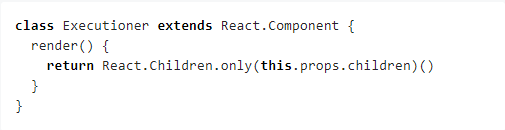 class Executioner extends React.Component {
  render() {
    return React.Children.only(this.props.children)()
  }
}